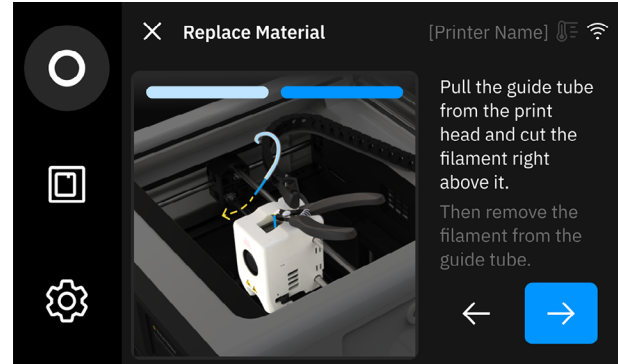 Replace Material
[Printer Name]
Pull the guide tube
from the print
head and cut the
filament right
above it.
Then remove the
filament from the
guide tube.